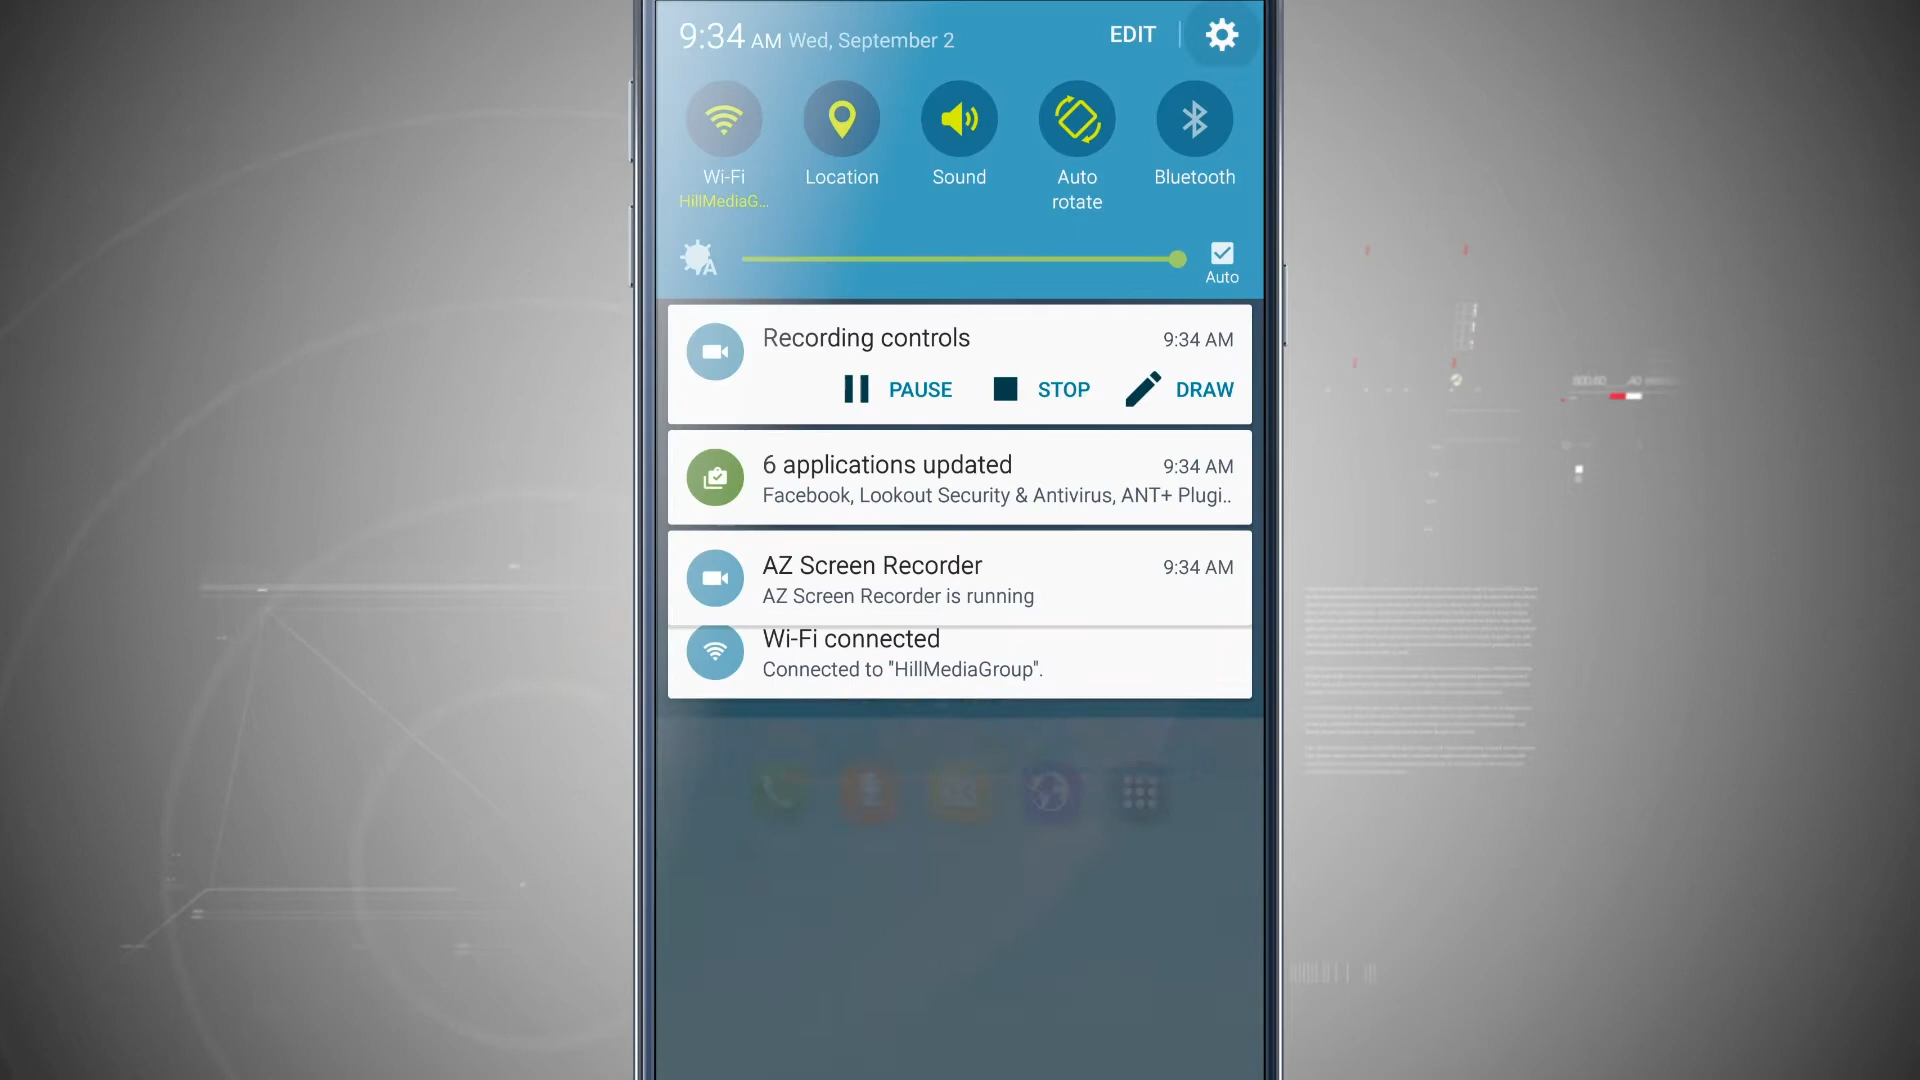 9:34 AM Wed, September 2 EDIT
Wi-Fi Location Sound Auto rotate Bluetooth
HillMediaG...
A
Auto
Recording controls 9:34 AM
PAUSE STOP DRAW
6 applications updated 9:34 AM
Facebook, Lookout Security & Antivirus, ANT+ Plugi..
AZ Screen Recorder 9:34 AM
AZ Screen Recorder is running
Wi-Fi connected
Connected to "HillMediaGroup".